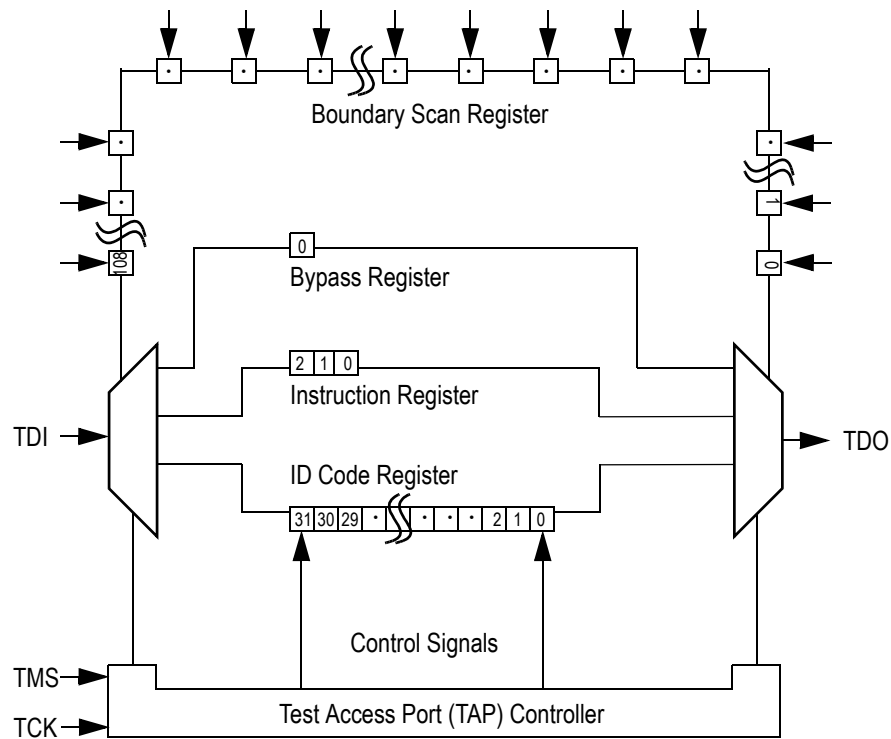 · · · · · · · ·
Boundary Scan Register
· ·
· 1
108 0
0
Bypass Register
2 1 0
Instruction Register
TDI TDO
ID Code Register
31 30 29 · · · · 2 1 0
Control Signals
TMS
Test Access Port (TAP) Controller
TCK